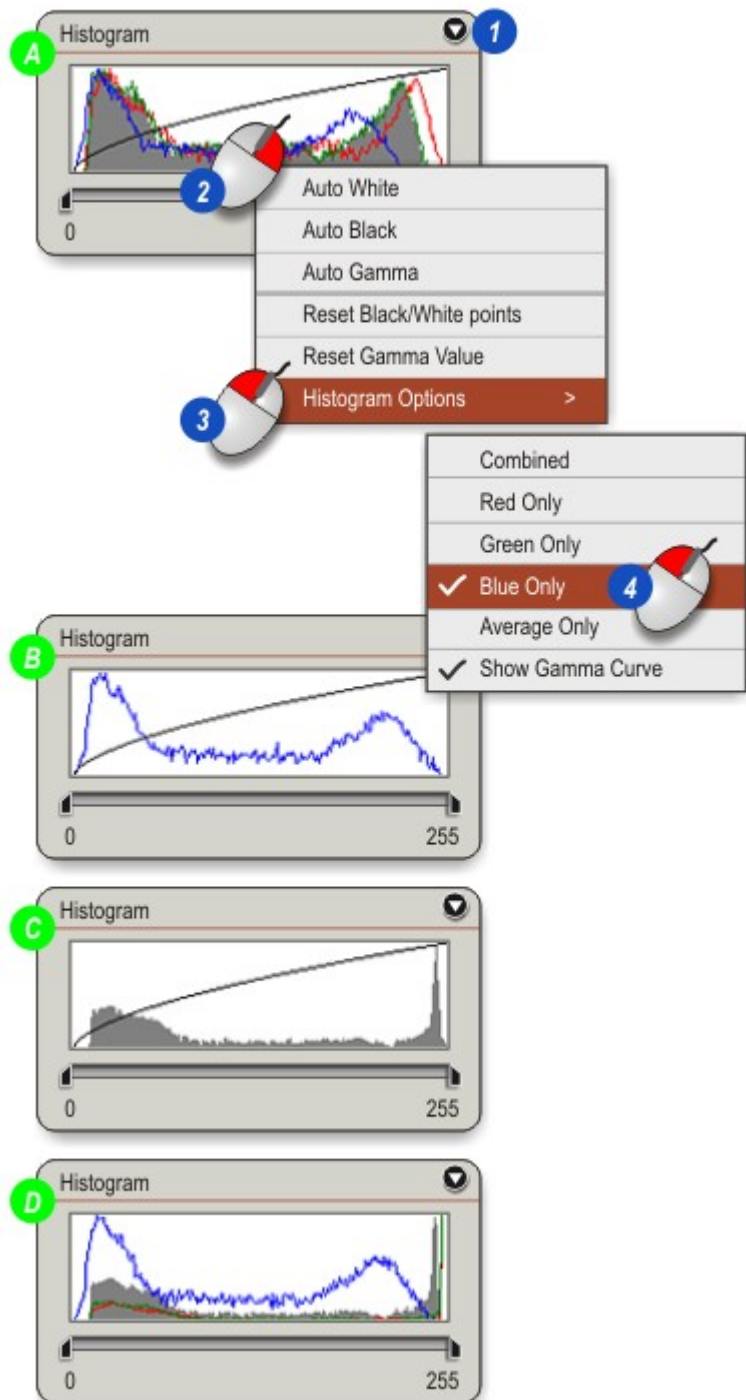 Histogram
1
A
2
0
Auto White
Auto Black
Auto Gamma
Reset Black/White points
Reset Gamma Value
3
Histogram Options >
Combined
Red Only
Green Only
Blue Only
4
Average Only
Show Gamma Curve
B
Histogram
0 255
C
Histogram
0 255
D
Histogram
0 255